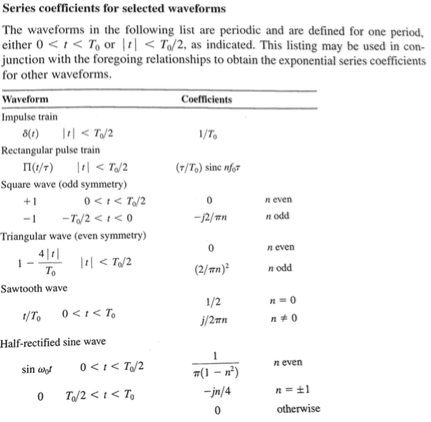 Series coefficients for selected waveforms
The waveforms in the following list are periodic and are defined for one period,
either 0 < t < T₀ or |t| < T₀/2, as indicated. This listing may be used in con-
junction with the foregoing relationships to obtain the exponential series coefficients
for other waveforms.
Waveform Coefficients
Impulse train
δ(t) |t| < T₀/2 1/T₀
Rectangular pulse train
Π(t/τ) |t| < T₀/2 (τ/T₀) sinc nf₀τ
Square wave (odd symmetry)
+1 0 < t < T₀/2 0 n even
−1 −T₀/2 < t < 0 −j2/πn n odd
Triangular wave (even symmetry)
1 − 4|t|/T₀ |t| < T₀/2 0 n even
(2/πn)² n odd
Sawtooth wave
t/T₀ 0 < t < T₀ 1/2 n = 0
j/2πn n ≠ 0
Half-rectified sine wave
sin ω₀t 0 < t < T₀/2 1/π(1 − n²) n even
0 T₀/2 < t < T₀ −jn/4 n = ±1
0 otherwise